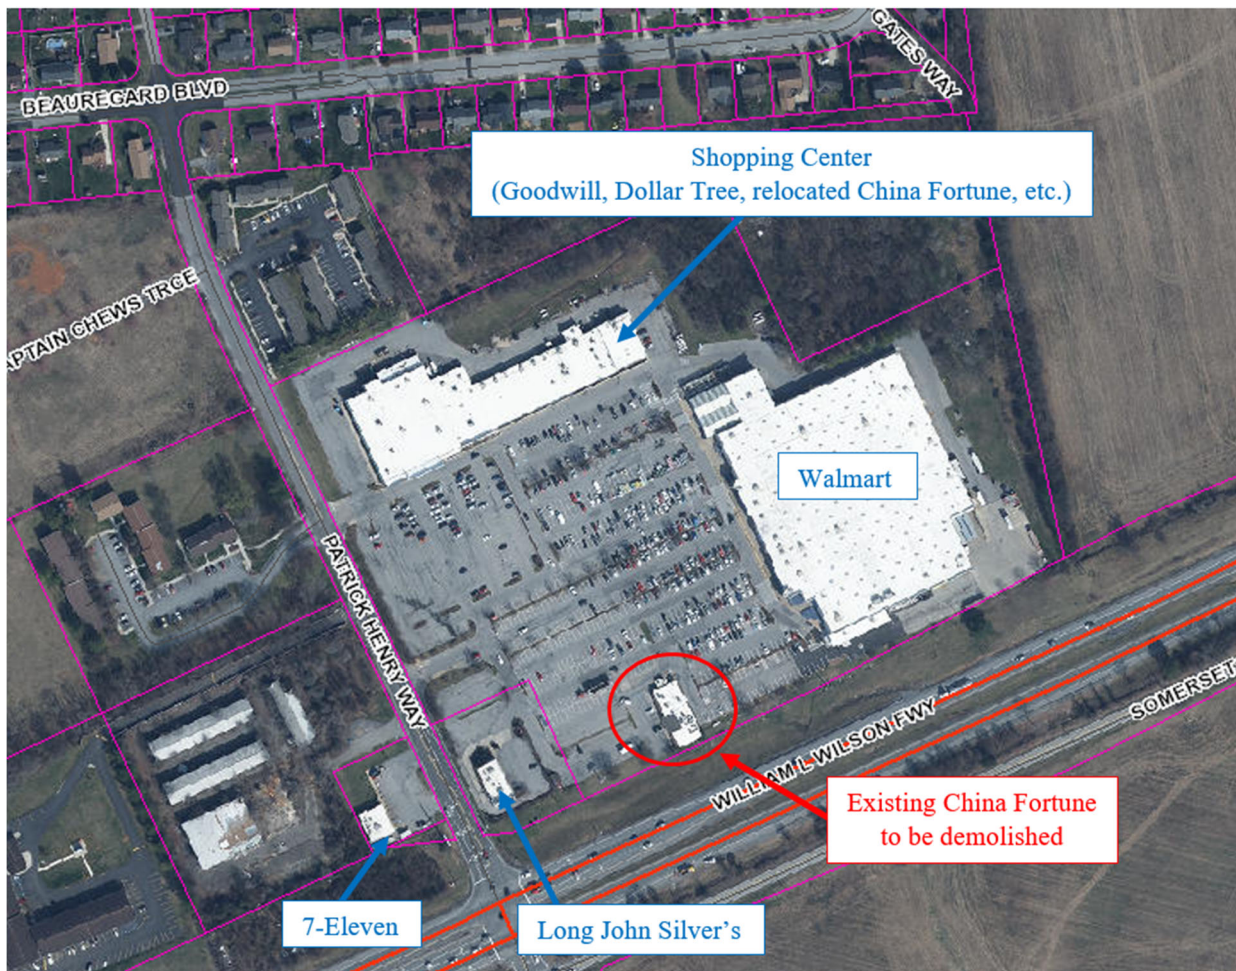 GATES WAY
BEAUREGARD BLVD
Shopping Center
(Goodwill, Dollar Tree, relocated China Fortune, etc.)
APTAIN CHEWS TRCE
Walmart
PATRICK HENRY WAY
SOMERSET
WILLIAM L WILSON FWY
Existing China Fortune
to be demolished
7-Eleven
Long John Silver’s